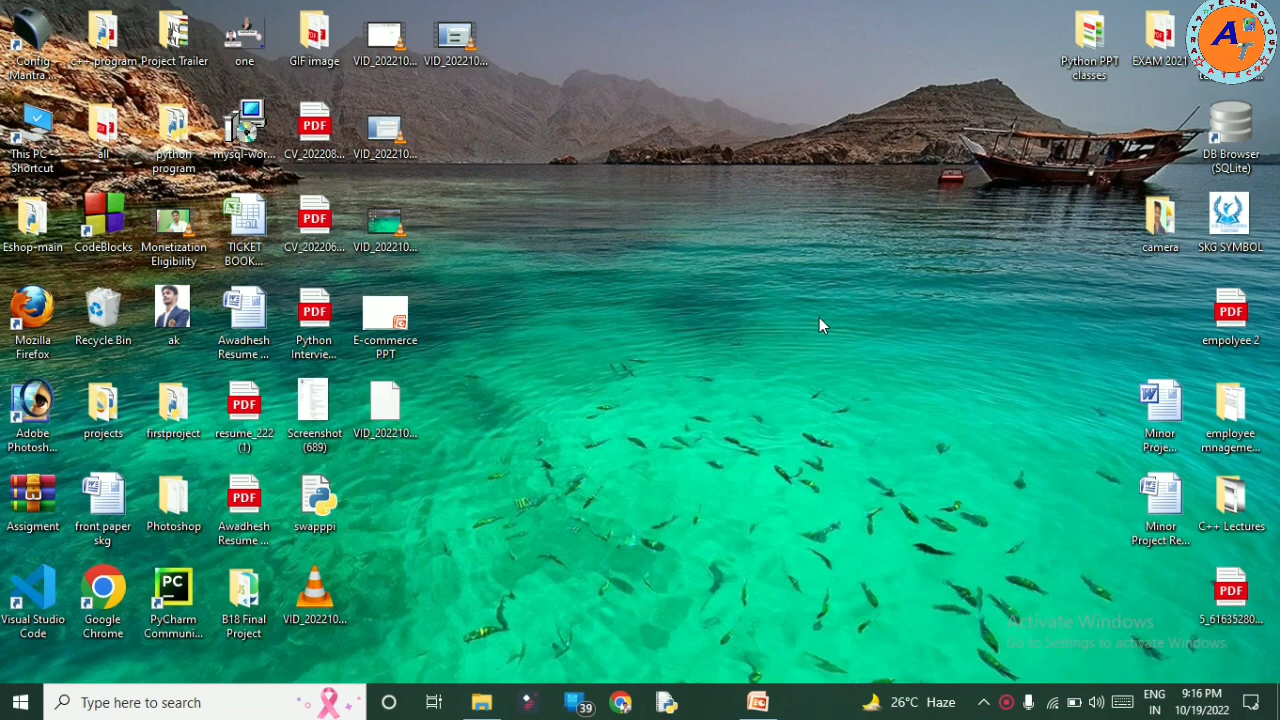 Config Mantra ...
c++ program
Project Trailer
one
GIF image
VID_202210...
VID_202210...
Python PPT classes
EXAM 2021
This PC - Shortcut
all
python program
mysql-wor...
PDF
CV_202208...
VID_202210...
DB Browser (SQLite)
Eshop-main
CodeBlocks
Monetization Eligibility
TICKET BOOK...
PDF
CV_202206...
VID_202210...
camera
SKG SYMBOL
Mozilla Firefox
Recycle Bin
ak
Awadhesh Resume ...
PDF
Python Intervie...
E-commerce PPT
PDF
empolyee 2
Adobe Photosh...
projects
firstproject
PDF
resume_222 (1)
Screenshot (689)
VID_202210...
Minor Proje...
employee mnageme...
Assigment
front paper skg
Photoshop
PDF
Awadhesh Resume ...
swapppi
Minor Project Re...
C++ Lectures
Visual Studio Code
Google Chrome
PC
PyCharm Communi...
B18 Final Project
VID_202210...
PDF
5_61635280...
Activate Windows
Go to Settings to activate Windows.
Type here to search
39
26°C Haze
ENG
IN
9:16 PM
10/19/2022